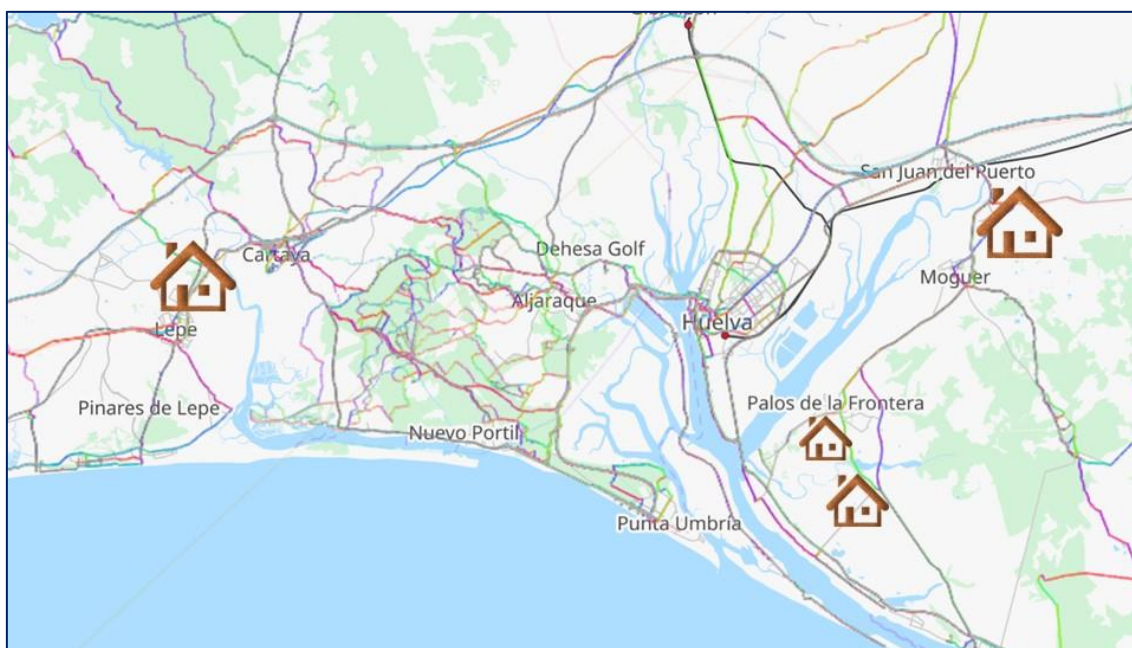 San Juan del Puerto
Dehesa Golf
Cartaya
Moguer
Aljaraque
Huelva
Lepe
Palos de la Frontera
Pinares de Lepe
Nuevo Portil
Punta Umbría